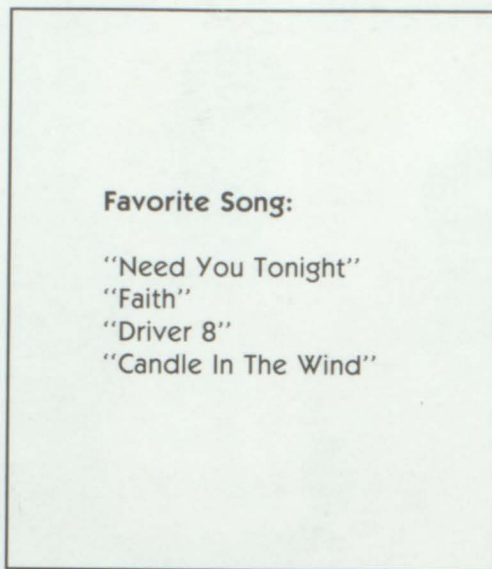 Favorite Song:
‘‘Need You Tonight’’
‘‘Faith’’
‘‘Driver 8’’
‘‘Candle In The Wind’’